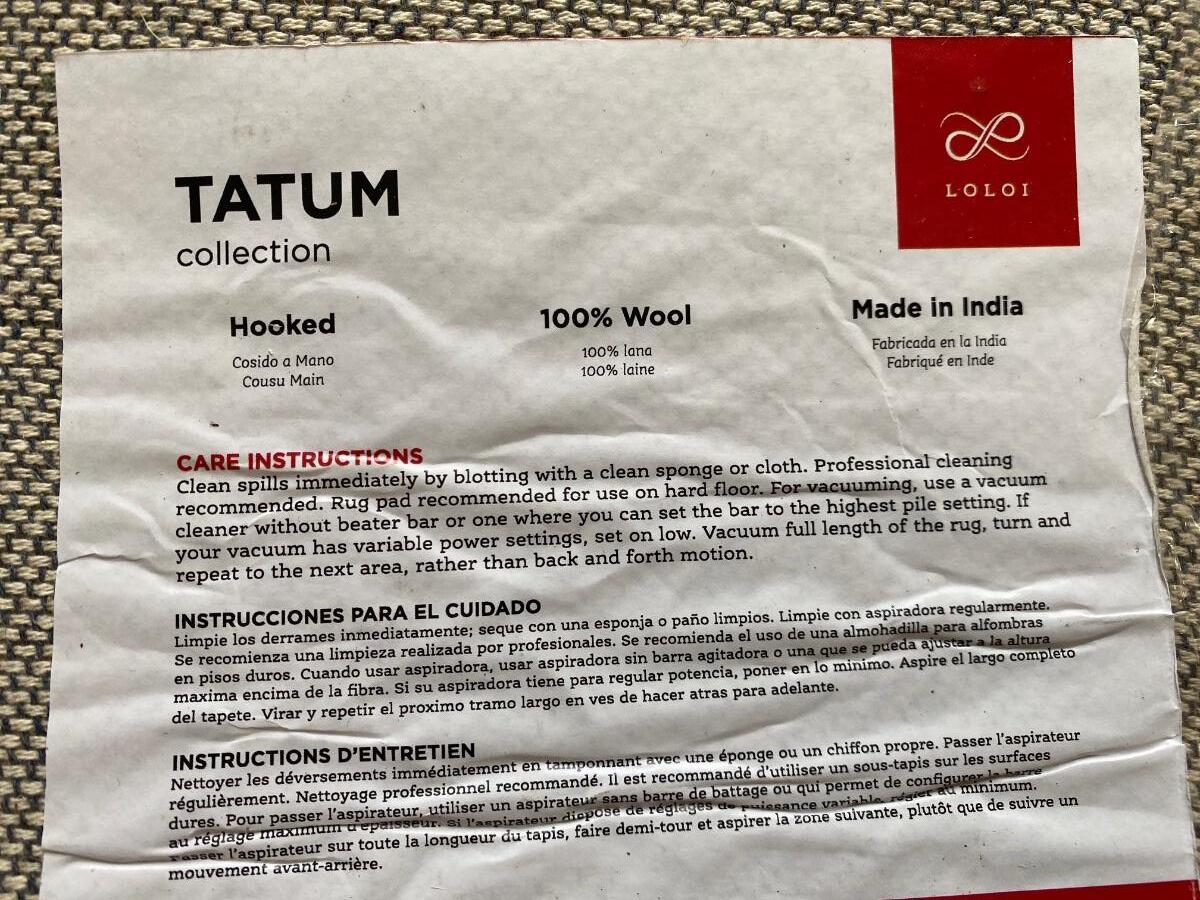 LOLOI
TATUM
collection
Hooked
Cosido a Mano
Cousu Main
100% Wool
100% lana
100% laine
Made in India
Fabricada en la India
Fabriqué en Inde
CARE INSTRUCTIONS
Clean spills immediately by blotting with a clean sponge or cloth. Professional cleaning
recommended. Rug pad recommended for use on hard floor. For vacuuming, use a vacuum
cleaner without beater bar or one where you can set the bar to the highest pile setting. If
your vacuum has variable power settings, set on low. Vacuum full length of the rug, turn and
repeat to the next area, rather than back and forth motion.
INSTRUCCIONES PARA EL CUIDADO
Limpie los derrames inmediatamente; seque con una esponja o paño limpios. Limpie con aspiradora regularmente.
Se recomienza una limpieza realizada por profesionales. Se recomienda el uso de una almohadilla para alfombras
en pisos duros. Cuando usar aspiradora, usar aspiradora sin barra agitadora o una que se pueda ajustar a la altura
maxima encima de la fibra. Si su aspiradora tiene para regular potencia, poner en lo minimo. Aspire el largo completo
del tapete. Virar y repetir el proximo tramo largo en ves de hacer atras para adelante.
INSTRUCTIONS D'ENTRETIEN
Nettoyer les déversements immédiatement en tamponnant avec une éponge ou un chiffon propre. Passer l'aspirateur
régulièrement. Nettoyage professionnel recommandé. Il est recommandé d'utiliser un sous-tapis sur les surfaces
dures. Pour passer l'aspirateur, utiliser un aspirateur sans barre de battage ou qui permet de configurer la barre
au réglage maximum d'épaisseur. Si l'aspirateur dispose de réglages de puissance variable, régler au minimum.
Passer l'aspirateur sur toute la longueur du tapis, faire demi-tour et aspirer la zone suivante, plutôt que de suivre un
mouvement avant-arrière.